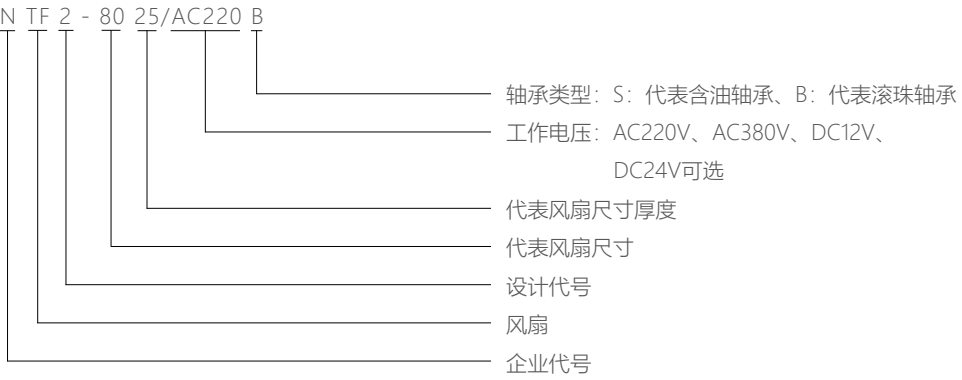 N TF 2 - 80 25/AC220 B
轴承类型：S：代表含油轴承、B：代表滚珠轴承
工作电压：AC220V、AC380V、DC12V、
DC24V可选
代表风扇尺寸厚度
代表风扇尺寸
设计代号
风扇
企业代号